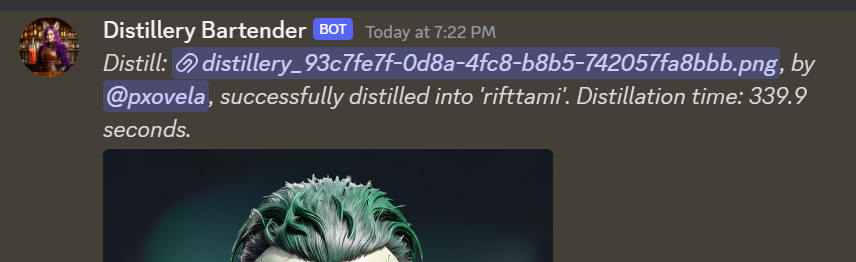 Distillery Bartender BOT Today at 7:22 PM
Distill: distillery_93c7fe7f-0d8a-4fc8-b8b5-742057fa8bbb.png, by
@pxovela, successfully distilled into 'rifttami'. Distillation time: 339.9
seconds.